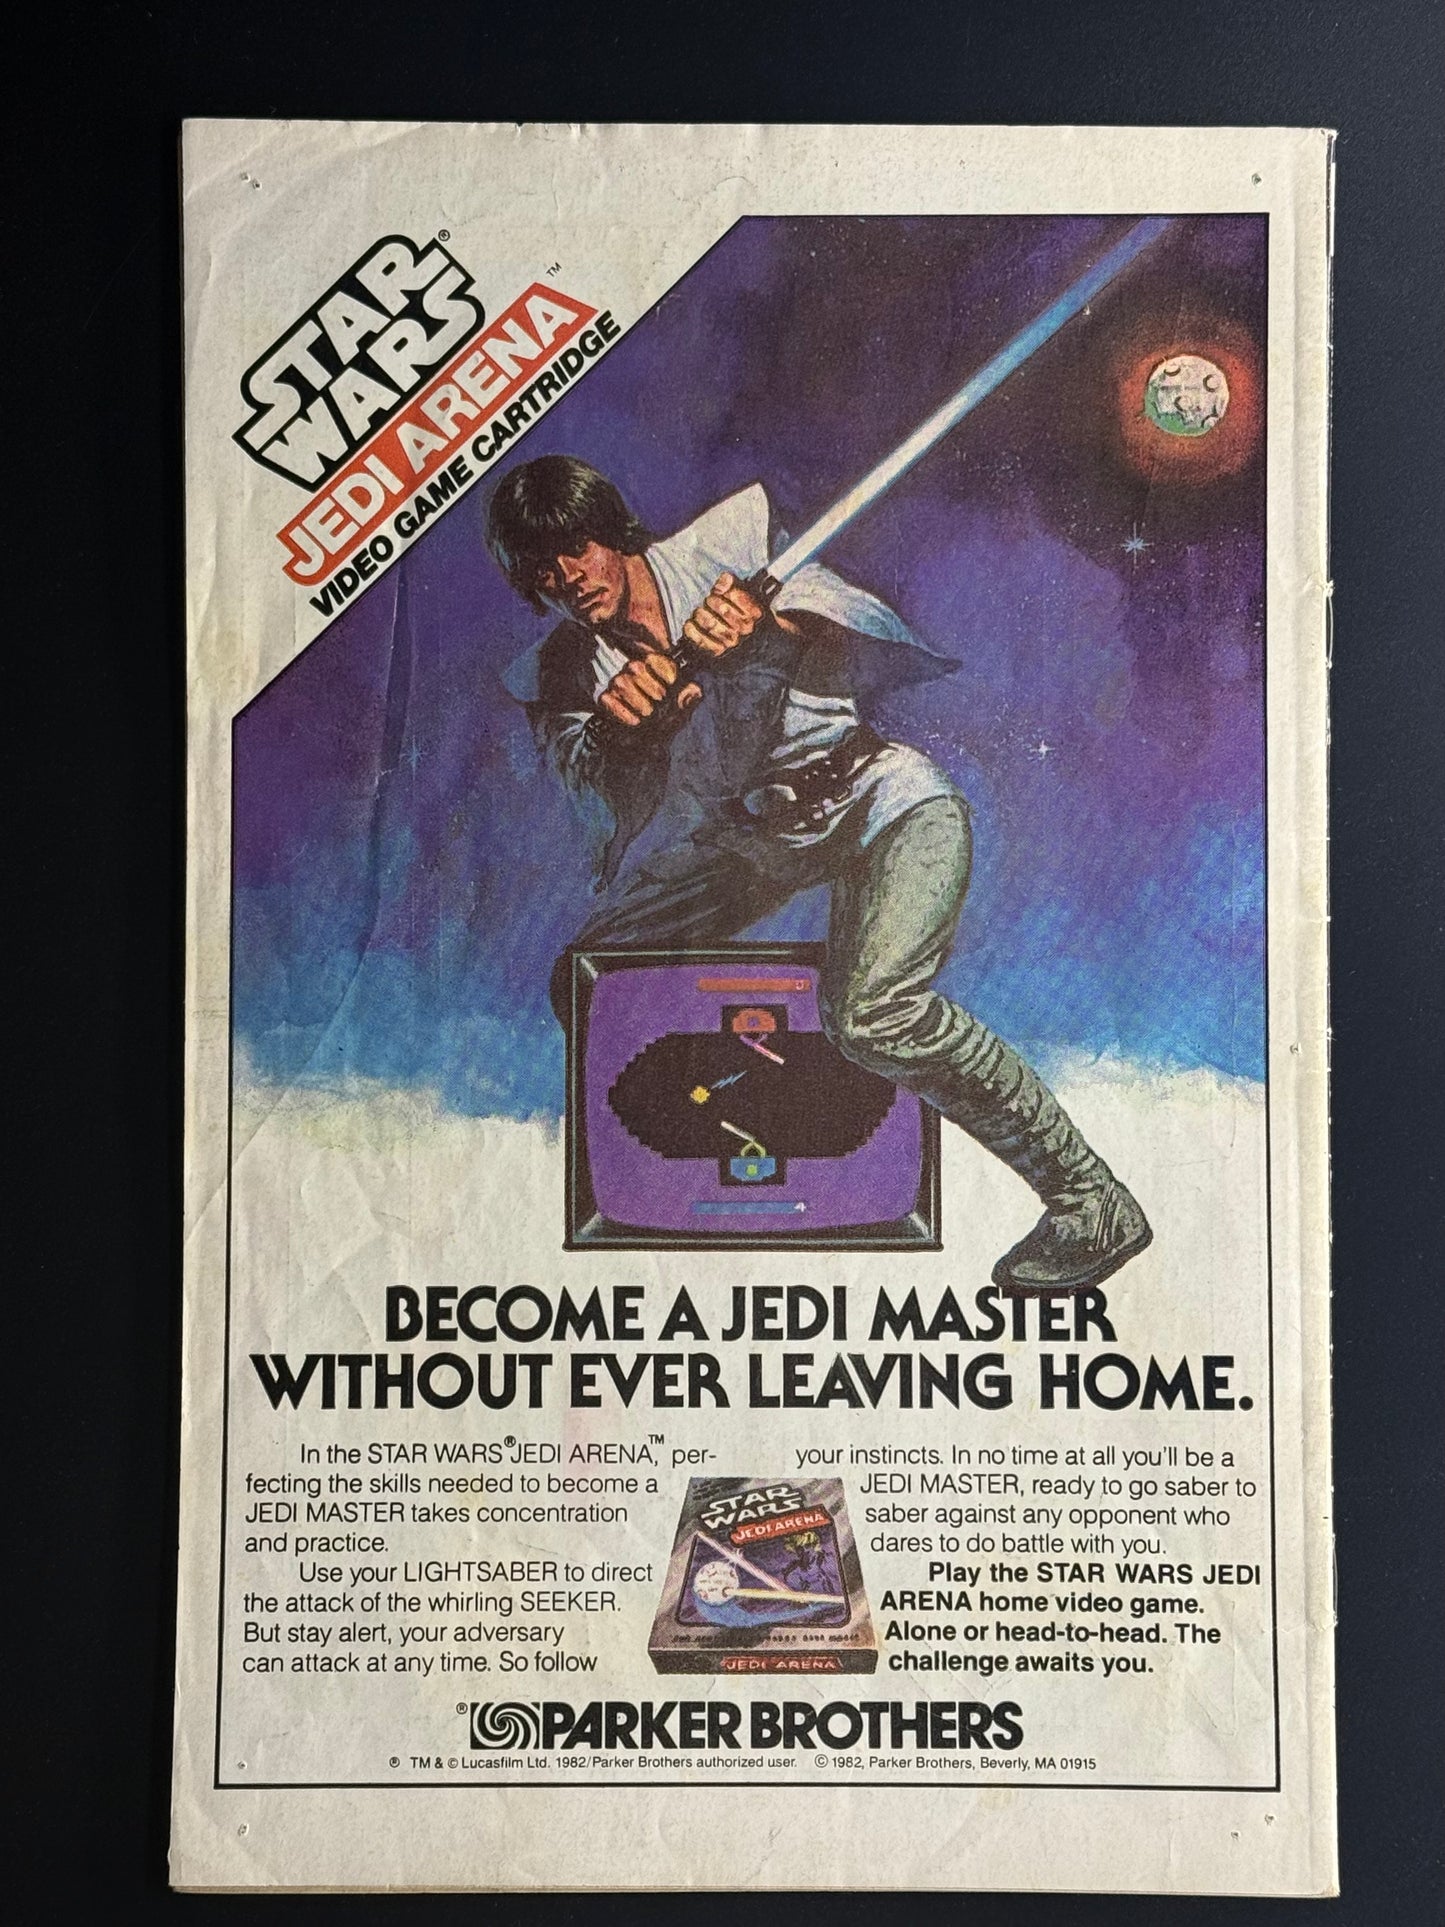 STAR ®
WARS
JEDI ARENA ™
VIDEO GAME CARTRIDGE
0
4
BECOME A JEDI MASTER
WITHOUT EVER LEAVING HOME.
In the STAR WARS® JEDI ARENA,™ per-
fecting the skills needed to become a
JEDI MASTER takes concentration
and practice.
Use your LIGHTSABER to direct
the attack of the whirling SEEKER.
But stay alert, your adversary
can attack at any time. So follow
STAR
WARS
JEDI ARENA
JEDI ARENA
your instincts. In no time at all you'll be a
JEDI MASTER, ready to go saber to
saber against any opponent who
dares to do battle with you.
Play the STAR WARS JEDI
ARENA home video game.
Alone or head-to-head. The
challenge awaits you.
® PARKER BROTHERS
® TM & © Lucasfilm Ltd. 1982/Parker Brothers authorized user. © 1982, Parker Brothers, Beverly, MA 01915